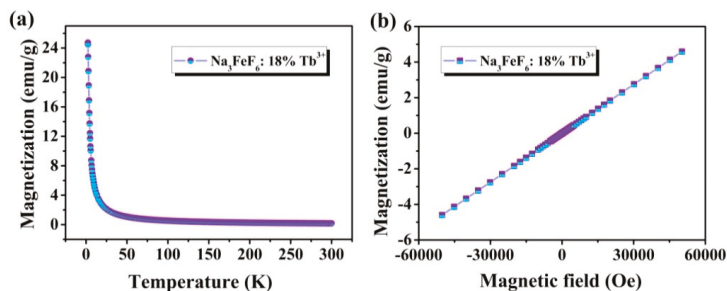 (a)
Magnetization (emu/g)
24
20
16
12
8
4
0
Na₃FeF₆: 18% Tb³⁺
0 50 100 150 200 250 300
Temperature (K)
(b)
Magnetization (emu/g)
6
4
2
0
-2
-4
-6
Na₃FeF₆: 18% Tb³⁺
-60000 -30000 0 30000 60000
Magnetic field (Oe)